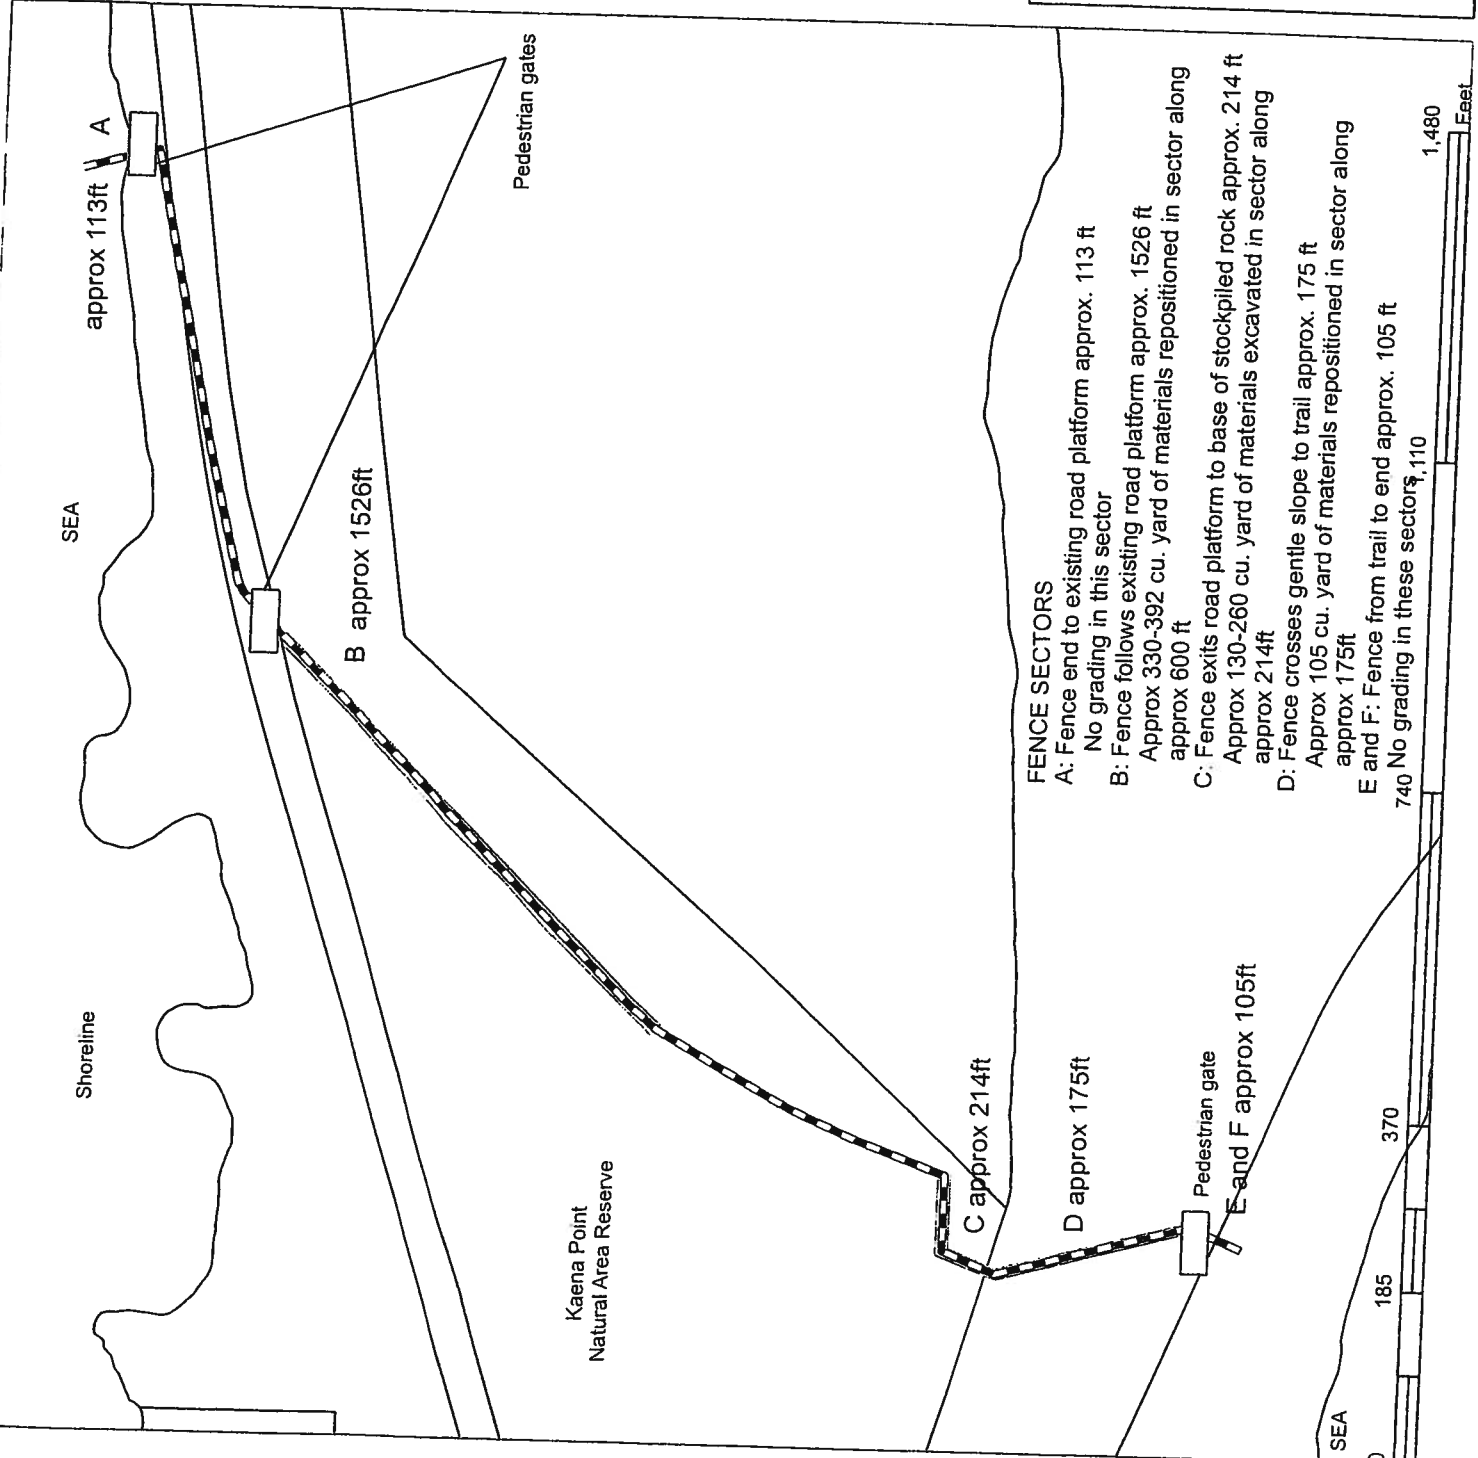 SEA
Shoreline
approx 113ft
A
Pedestrian gates
B approx 1526ft
Kaena Point
Natural Area Reserve
C approx 214ft
D approx 175ft
Pedestrian gate
E and F approx 105ft
FENCE SECTORS
A: Fence end to existing road platform approx. 113 ft
No grading in this sector
B: Fence follows existing road platform approx. 1526 ft
Approx 330-392 cu. yard of materials repositioned in sector along
approx 600 ft
C: Fence exits road platform to base of stockpiled rock approx. 214 ft
Approx 130-260 cu. yard of materials excavated in sector along
approx 214ft
D: Fence crosses gentle slope to trail approx. 175 ft
Approx 105 cu. yard of materials repositioned in sector along
approx 175ft
E and F: Fence from trail to end approx. 105 ft
No grading in these sectors
SEA
0
185
370
740
1,110
1,480
Feet